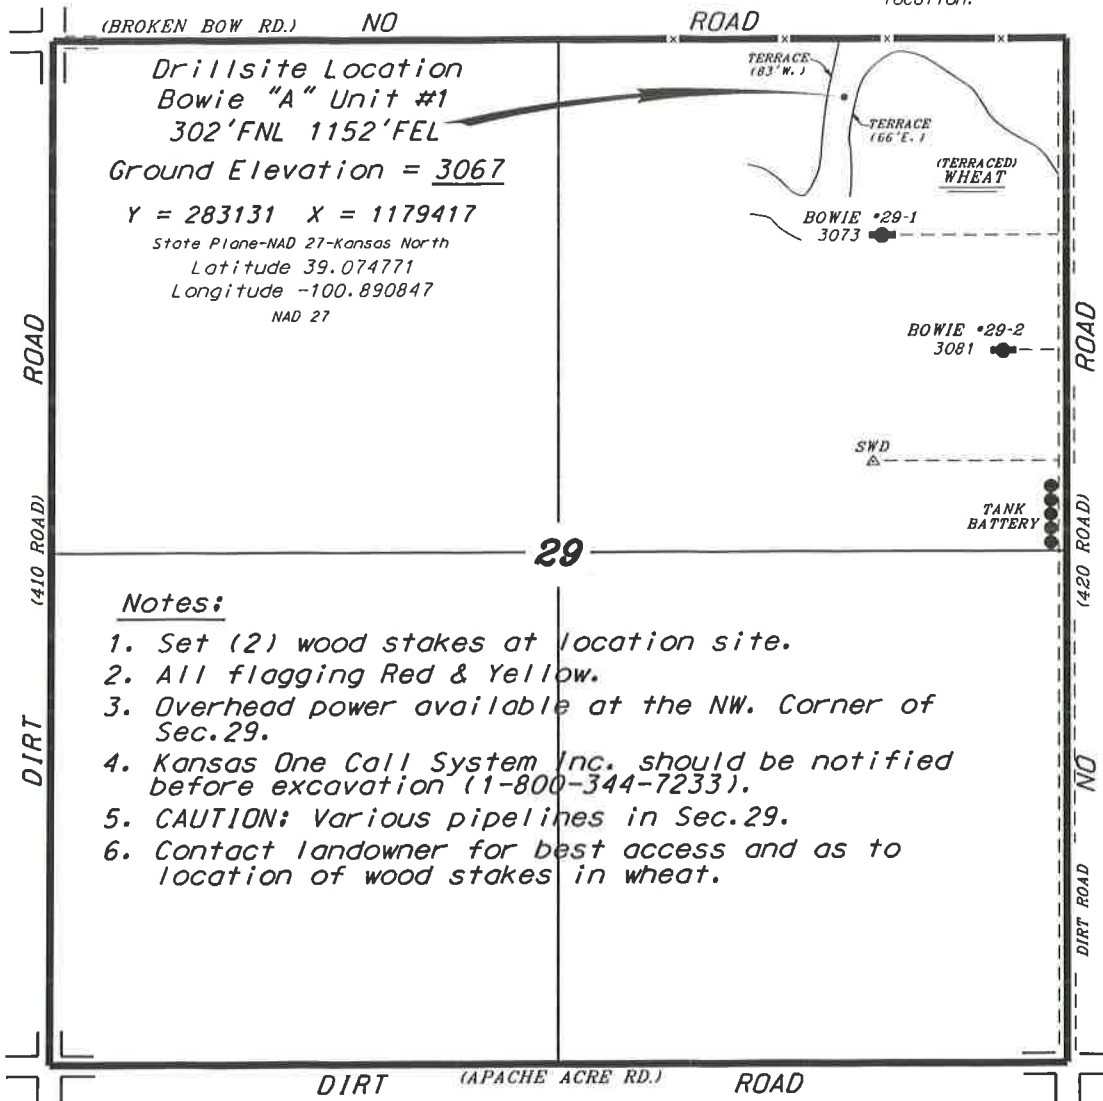 location.
(BROKEN BOW RD.) NO ROAD
Drillsite Location
Bowie "A" Unit #1
302'FNL 1152'FEL
Ground Elevation = 3067
Y = 283131 X = 1179417
State Plane-NAD 27-Kansas North
Latitude 39.074771
Longitude -100.890847
NAD 27
TERRACE
(83'W.)
TERRACE
(66'E.)
(TERRACED)
WHEAT
BOWIE #29-1
3073
BOWIE #29-2
3081
SWD
TANK
BATTERY
29
DIRT (410 ROAD) ROAD
DIRT ROAD NO (420 ROAD) ROAD
Notes:
1. Set (2) wood stakes at location site.
2. All flagging Red & Yellow.
3. Overhead power available at the NW. Corner of
Sec.29.
4. Kansas One Call System Inc. should be notified
before excavation (1-800-344-7233).
5. CAUTION: Various pipelines in Sec.29.
6. Contact landowner for best access and as to
location of wood stakes in wheat.
DIRT (APACHE ACRE RD.) ROAD